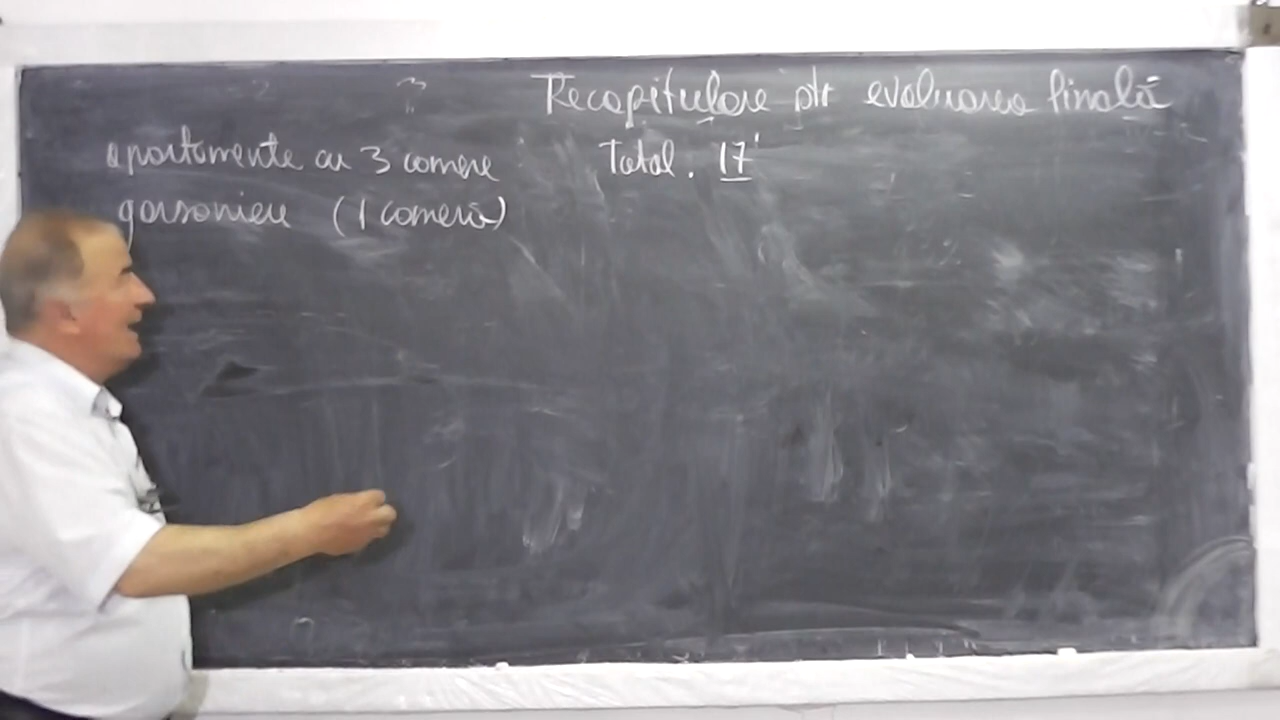 Recapitulare ptr evaluarea finală
apartamente cu 3 camere
Total. 17
garsoniere (1 cameră)